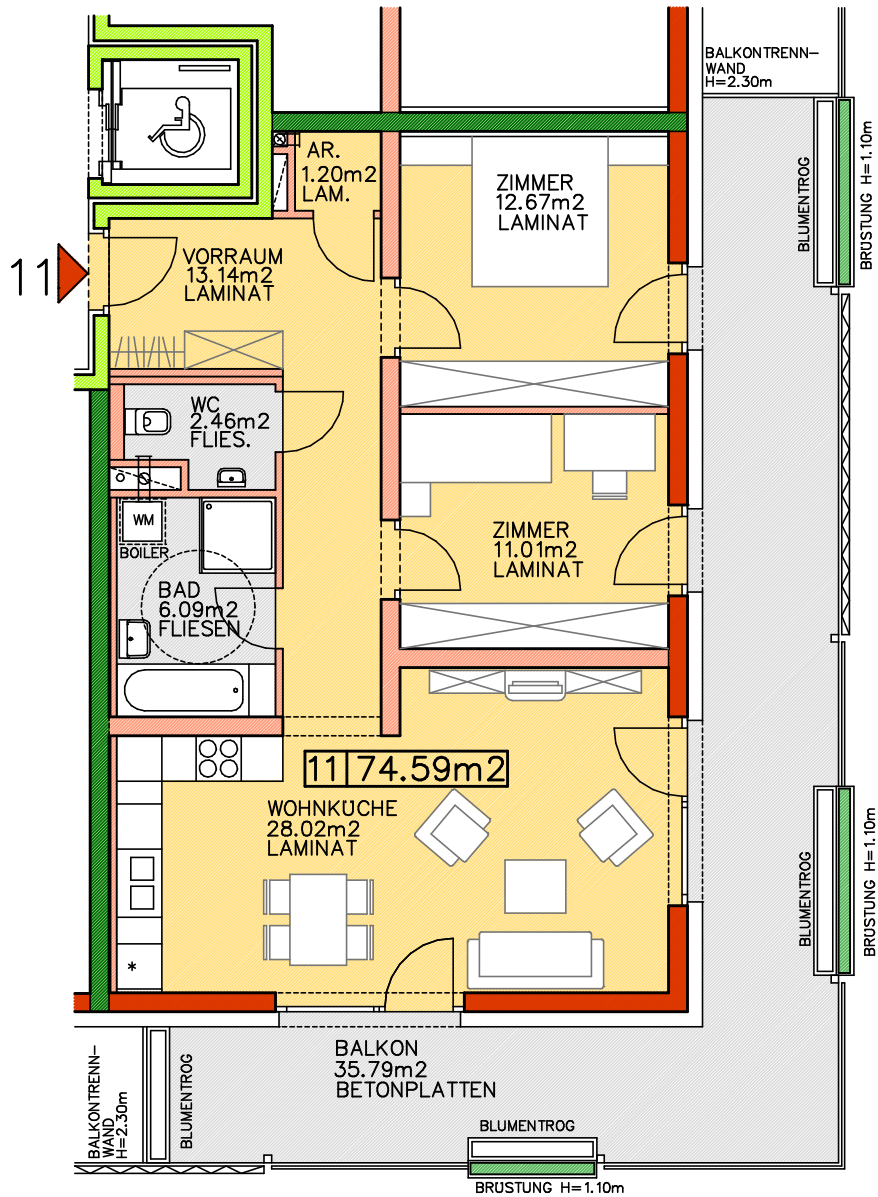 BALKONTRENN-
WAND
H=2.30m
BLUMENTROG
BRÜSTUNG H=1.10m
AR.
1.20m2
LAM.
ZIMMER
12.67m2
LAMINAT
11
VORRAUM
13.14m2
LAMINAT
WC
2.46m2
FLIES.
WM
BOILER
ZIMMER
11.01m2
LAMINAT
BAD
6.09m2
FLIESEN
11 74.59m2
WOHNKÜCHE
28.02m2
LAMINAT
*
BLUMENTROG
BRÜSTUNG H=1.10m
BALKON
35.79m2
BETONPLATTEN
BALKONTRENN-
WAND
H=2.30m
BLUMENTROG
BLUMENTROG
BRÜSTUNG H=1.10m